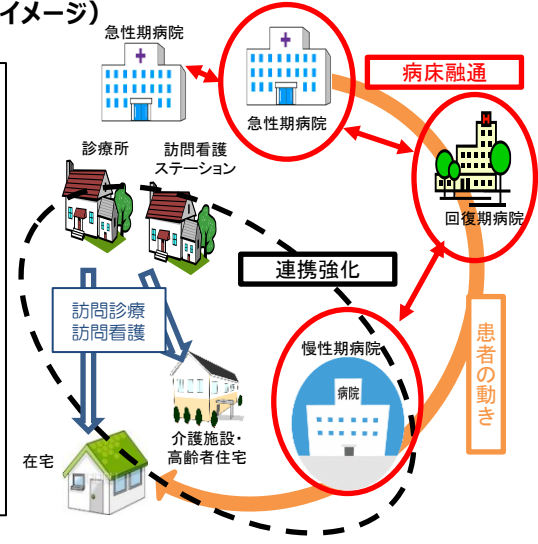 イメージ）
急性期病院
急性期病院
病床融通
診療所
訪問看護
ステーション
回復期病院
連携強化
訪問診療
訪問看護
慢性期病院
病院
患者の動き
介護施設・
高齢者住宅
在宅